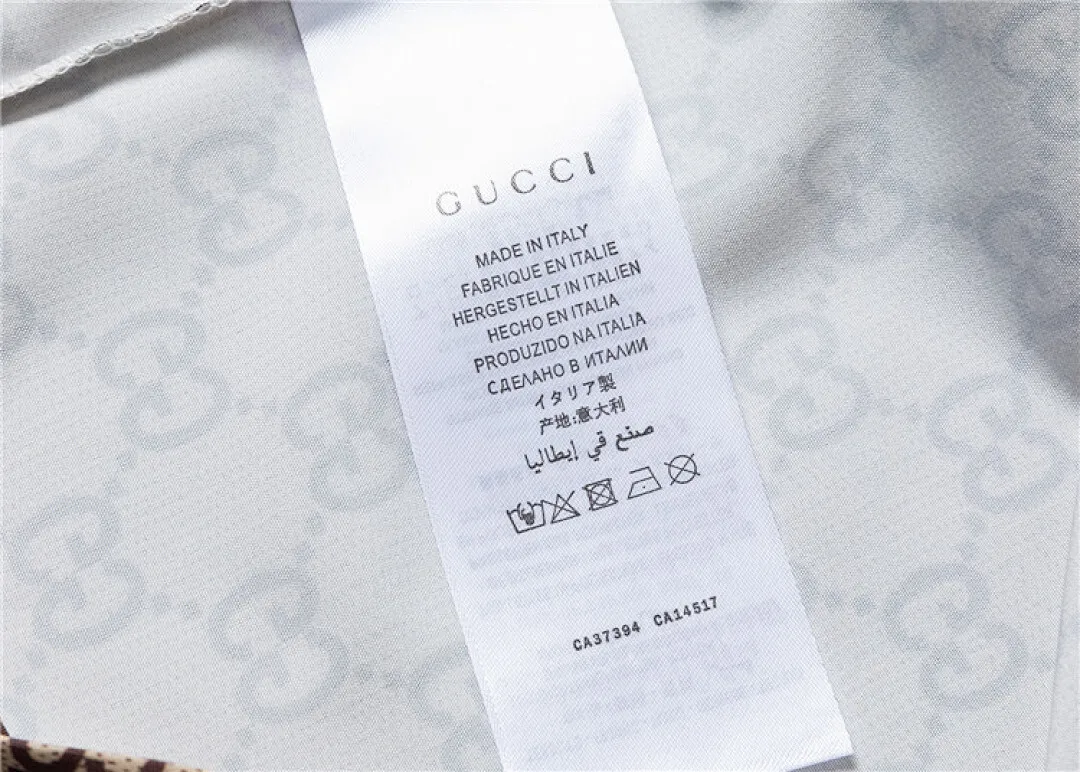 GUCCI
MADE IN ITALY
FABRIQUE EN ITALIE
HERGESTELLT IN ITALIEN
HECHO EN ITALIA
PRODUZIDO NA ITALIA
СДЕЛАНО В ИТАЛИИ
イタリア製
产地:意大利
صنع في إيطاليا
CA37394 CA14517